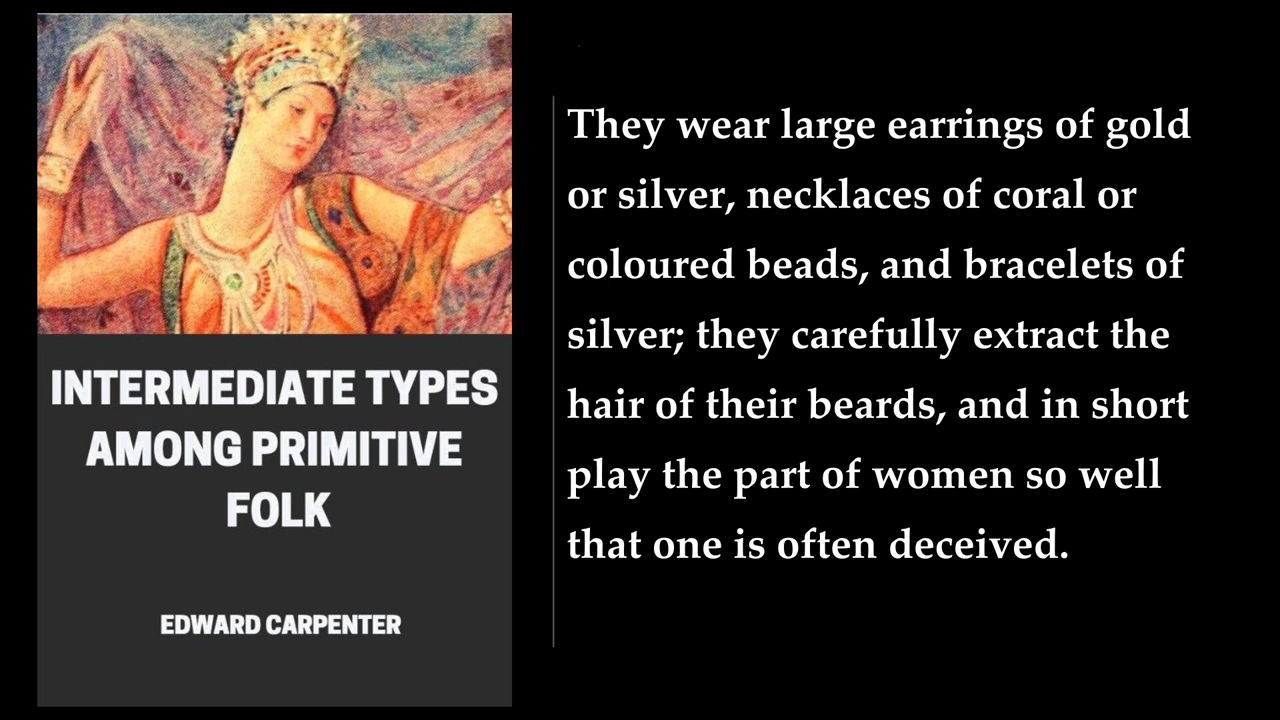 INTERMEDIATE TYPES
AMONG PRIMITIVE
FOLK
EDWARD CARPENTER
They wear large earrings of gold
or silver, necklaces of coral or
coloured beads, and bracelets of
silver; they carefully extract the
hair of their beards, and in short
play the part of women so well
that one is often deceived.